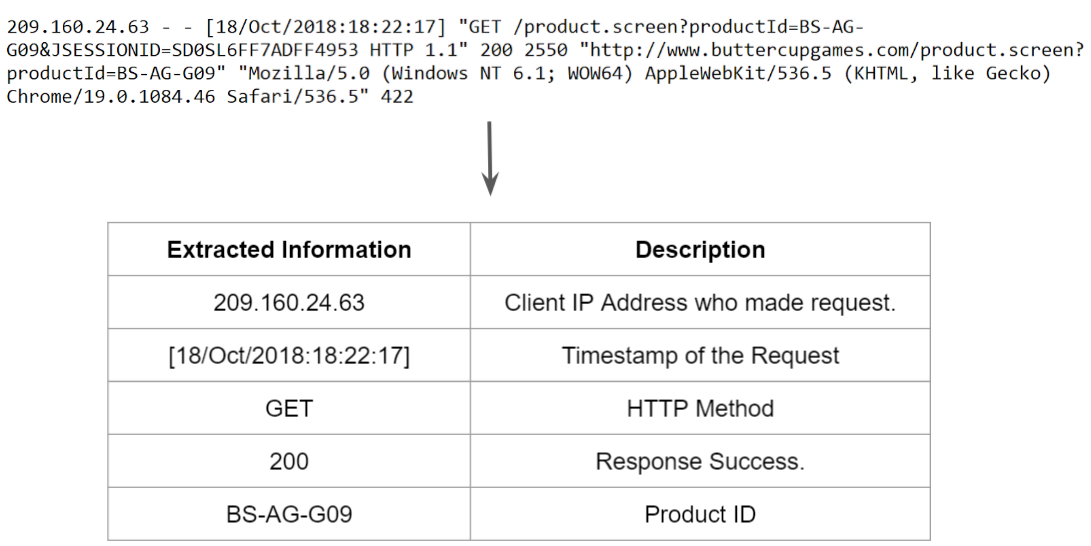 209.160.24.63 - - [18/Oct/2018:18:22:17] "GET /product.screen?productId=BS-AG-
G09&JSESSIONID=SD0SL6FF7ADFF4953 HTTP 1.1" 200 2550 "http://www.buttercupgames.com/product.screen?
productId=BS-AG-G09" "Mozilla/5.0 (Windows NT 6.1; WOW64) AppleWebKit/536.5 (KHTML, like Gecko)
Chrome/19.0.1084.46 Safari/536.5" 422
Extracted Information Description
209.160.24.63 Client IP Address who made request.
[18/Oct/2018:18:22:17] Timestamp of the Request
GET HTTP Method
200 Response Success.
BS-AG-G09 Product ID